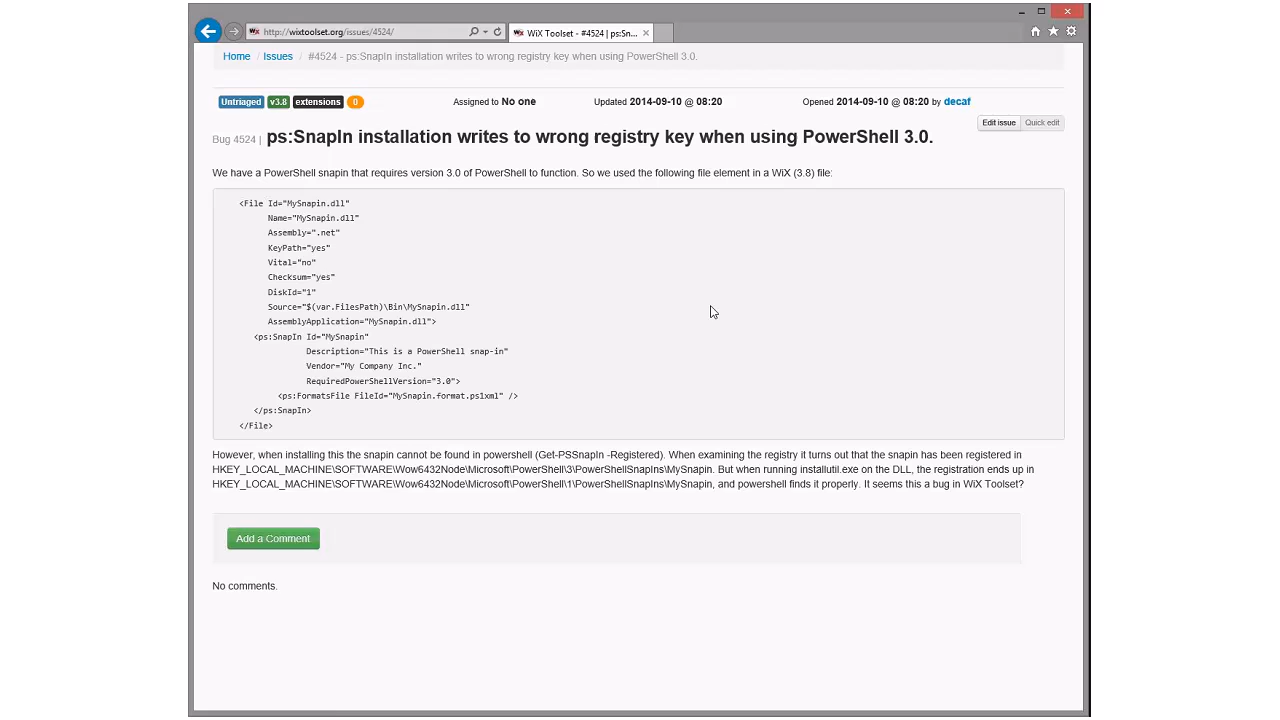 http://wixtoolset.org/issues/4524/
WiX Toolset - #4524 | ps:Sn...
Home / Issues / #4524 - ps:SnapIn installation writes to wrong registry key when using PowerShell 3.0.
Untriaged v3.8 extensions 0 Assigned to No one Updated 2014-09-10 @ 08:20 Opened 2014-09-10 @ 08:20 by decaf
Edit issue Quick edit
Bug 4524 | ps:SnapIn installation writes to wrong registry key when using PowerShell 3.0.
We have a PowerShell snapin that requires version 3.0 of PowerShell to function. So we used the following file element in a WiX (3.8) file:
<File Id="MySnapin.dll"
Name="MySnapin.dll"
Assembly=".net"
KeyPath="yes"
Vital="no"
Checksum="yes"
DiskId="1"
Source="$(var.FilesPath)\Bin\MySnapin.dll"
AssemblyApplication="MySnapin.dll">
<ps:SnapIn Id="MySnapin"
Description="This is a PowerShell snap-in"
Vendor="My Company Inc."
RequiredPowerShellVersion="3.0">
<ps:FormatsFile FileId="MySnapin.format.ps1xml" />
</ps:SnapIn>
</File>
However, when installing this the snapin cannot be found in powershell (Get-PSSnapIn -Registered). When examining the registry it turns out that the snapin has been registered in
HKEY_LOCAL_MACHINE\SOFTWARE\Wow6432Node\Microsoft\PowerShell\3\PowerShellSnapIns\MySnapin. But when running installutil.exe on the DLL, the registration ends up in
HKEY_LOCAL_MACHINE\SOFTWARE\Wow6432Node\Microsoft\PowerShell\1\PowerShellSnapIns\MySnapin, and powershell finds it properly. It seems this a bug in WiX Toolset?
Add a Comment
No comments.